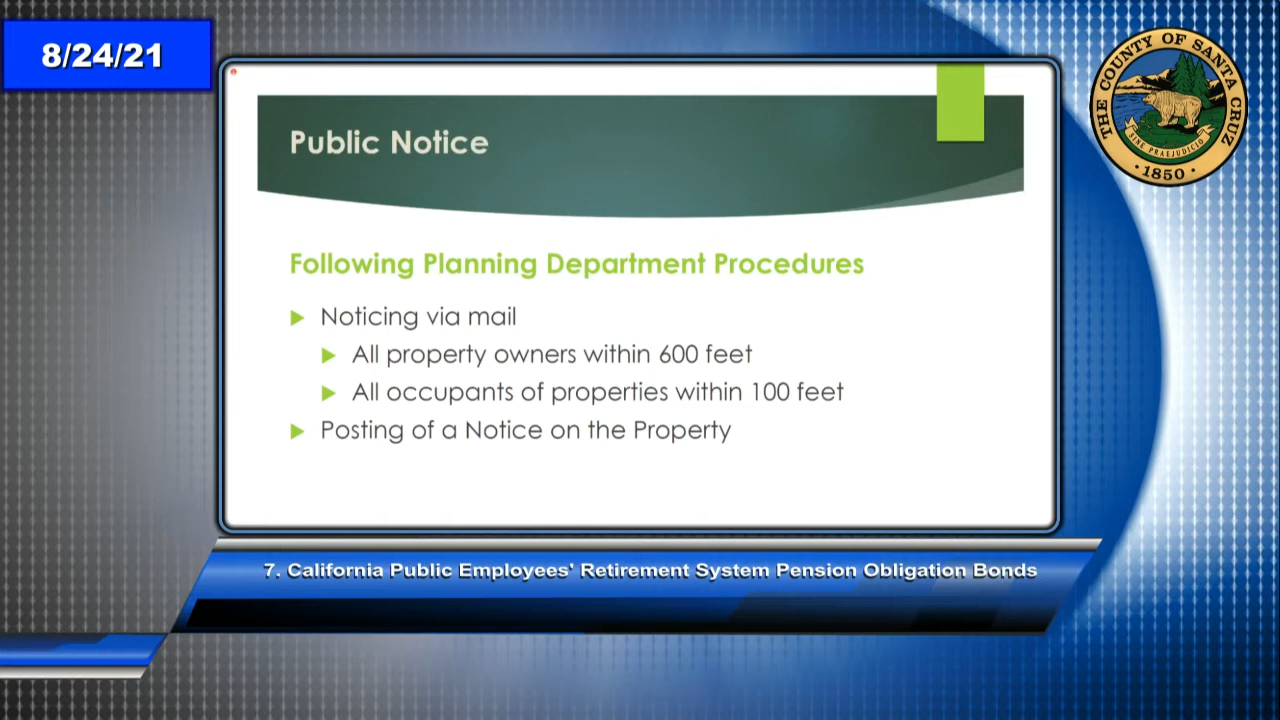 8/24/21
THE COUNTY OF SANTA CRUZ
SINE PRAEJUDICIO
• 1850 •
Public Notice
Following Planning Department Procedures
Noticing via mail
All property owners within 600 feet
All occupants of properties within 100 feet
Posting of a Notice on the Property
7. California Public Employees' Retirement System Pension Obligation Bonds